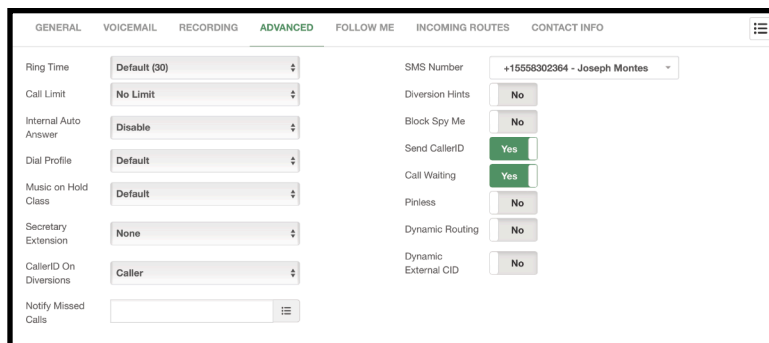 GENERAL VOICEMAIL RECORDING ADVANCED FOLLOW ME INCOMING ROUTES CONTACT INFO
Ring Time Default (30)
Call Limit No Limit
Internal Auto
Answer Disable
Dial Profile Default
Music on Hold
Class Default
Secretary
Extension None
CallerID On
Diversions Caller
Notify Missed
Calls
SMS Number +15558302364 - Joseph Montes
Diversion Hints No
Block Spy Me No
Send CallerID Yes
Call Waiting Yes
Pinless No
Dynamic Routing No
Dynamic
External CID No